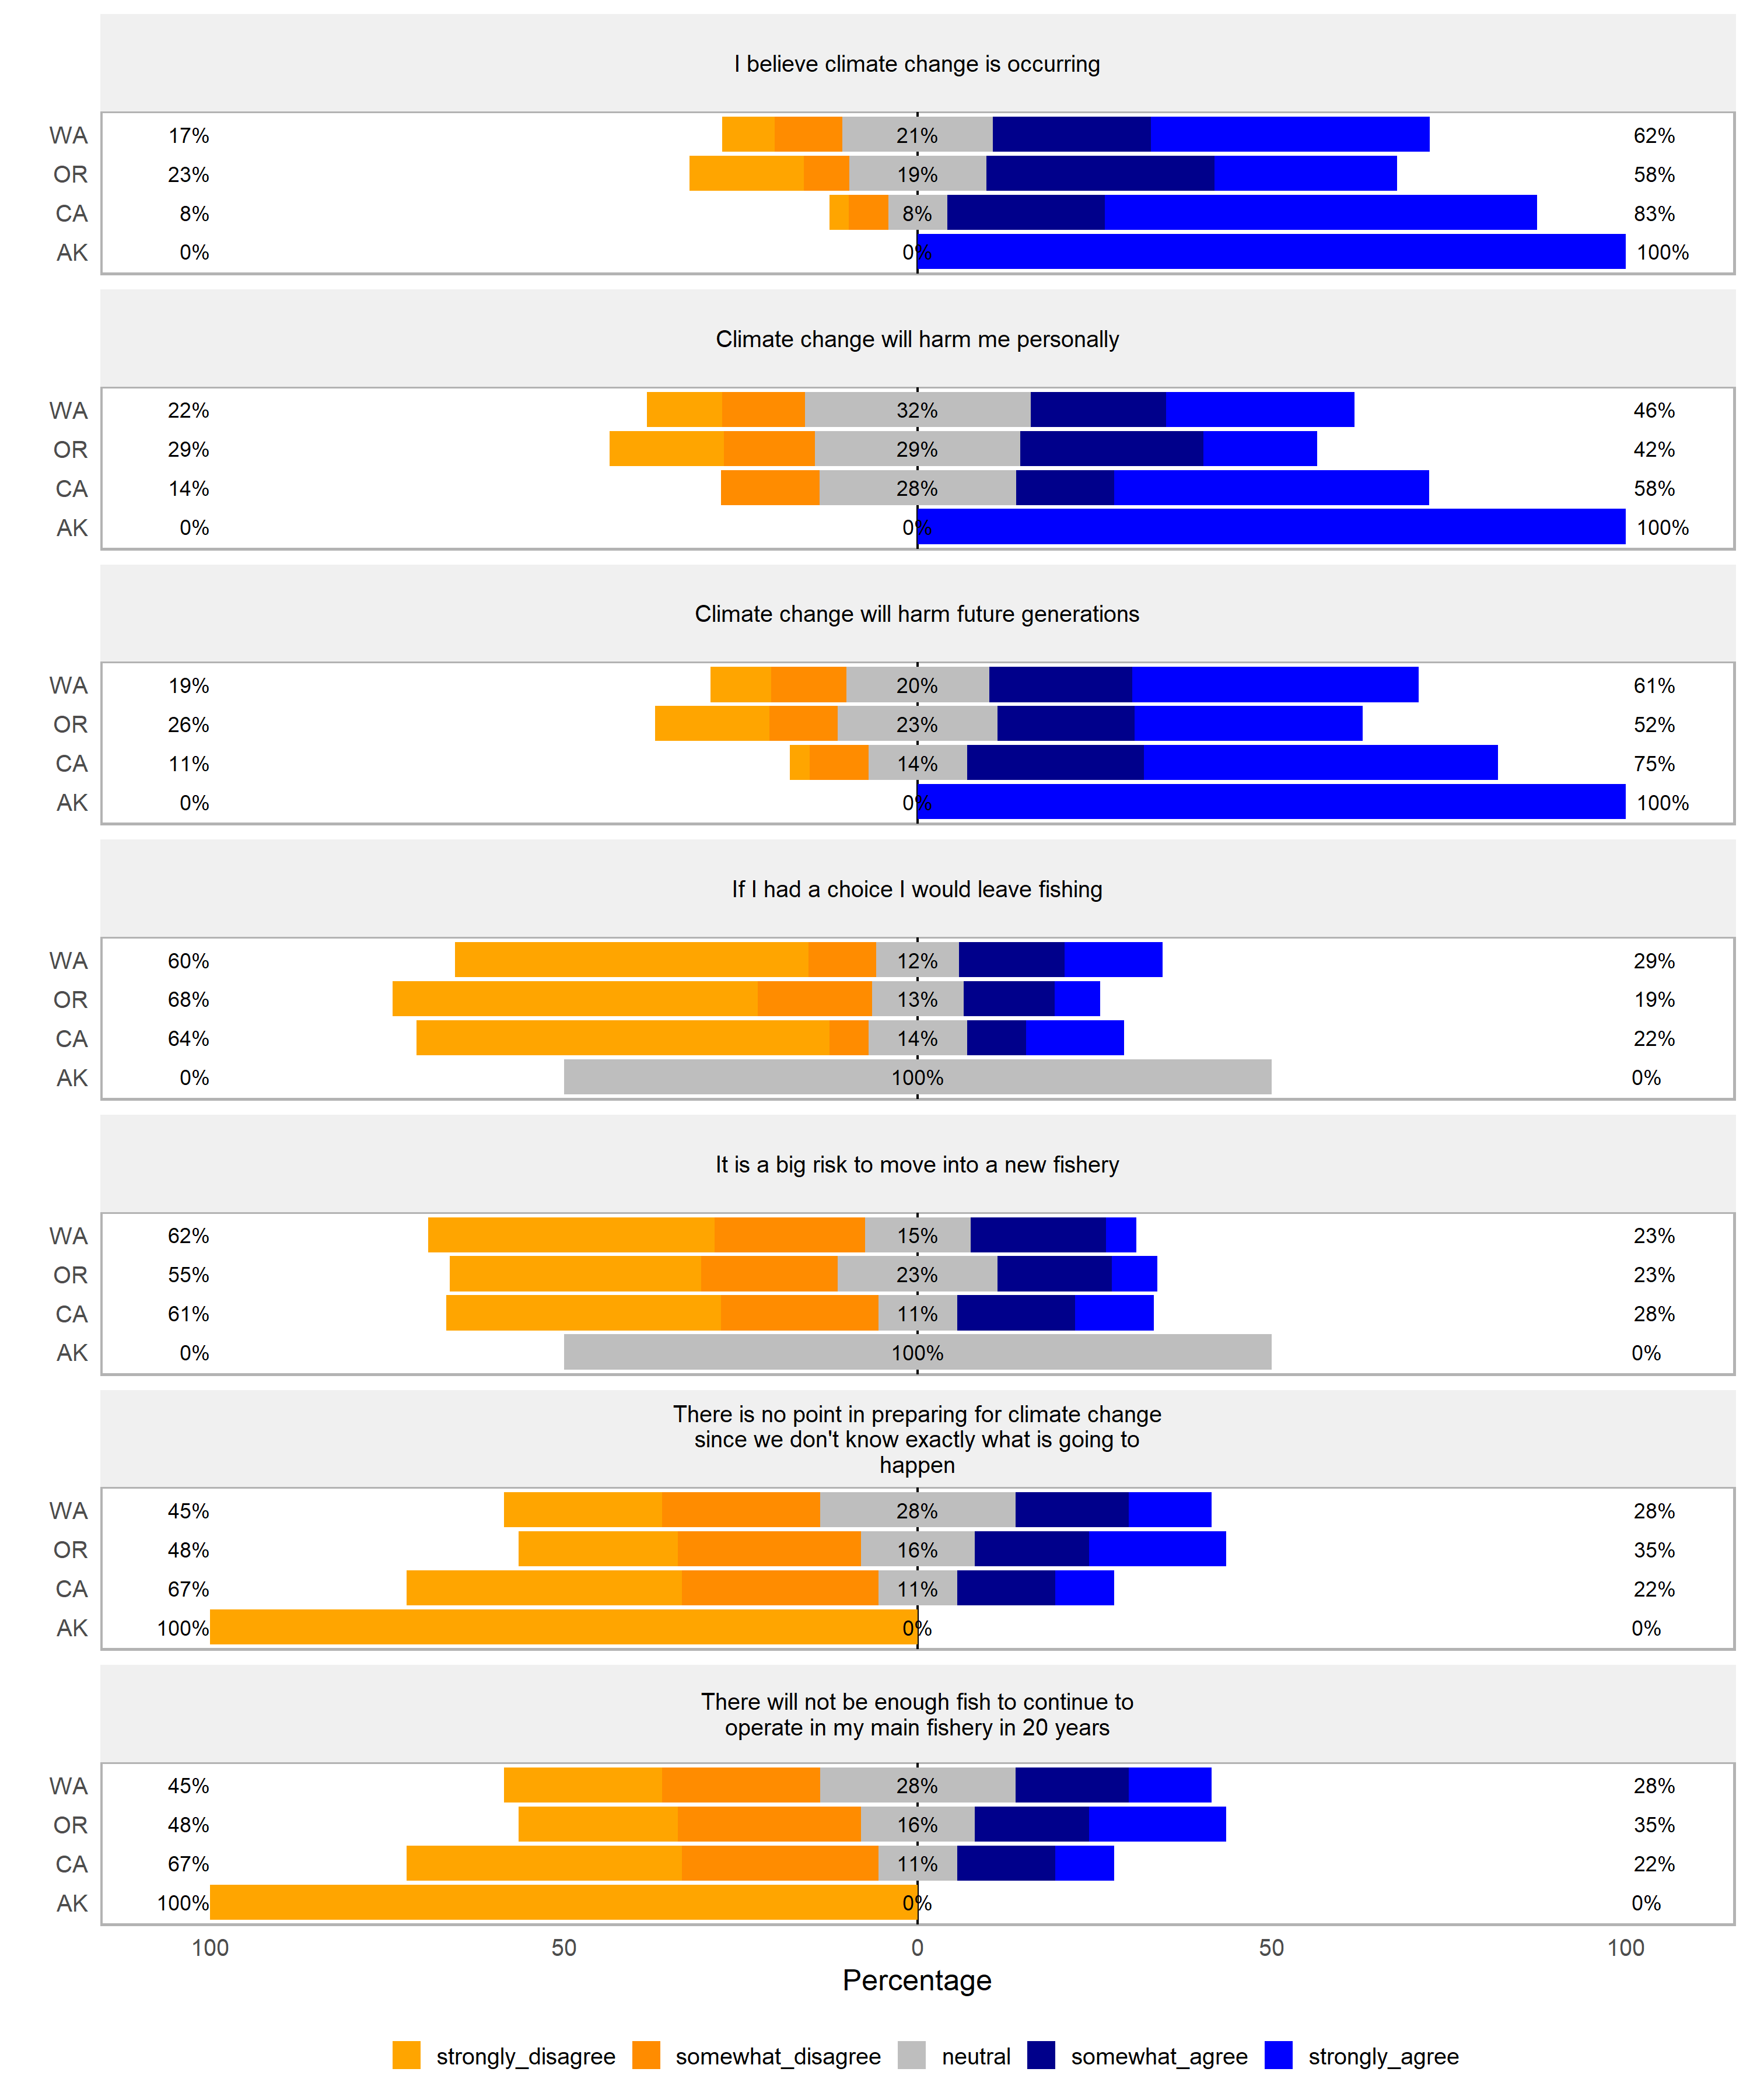 I believe climate change is occurring
WA 17% 21% 62%
OR 23% 19% 58%
CA 8% 8% 83%
AK 0% 0% 100%
Climate change will harm me personally
WA 22% 32% 46%
OR 29% 29% 42%
CA 14% 28% 58%
AK 0% 0% 100%
Climate change will harm future generations
WA 19% 20% 61%
OR 26% 23% 52%
CA 11% 14% 75%
AK 0% 0% 100%
If I had a choice I would leave fishing
WA 60% 12% 29%
OR 68% 13% 19%
CA 64% 14% 22%
AK 0% 100% 0%
It is a big risk to move into a new fishery
WA 62% 15% 23%
OR 55% 23% 23%
CA 61% 11% 28%
AK 0% 100% 0%
There is no point in preparing for climate change
since we don't know exactly what is going to
happen
WA 45% 28% 28%
OR 48% 16% 35%
CA 67% 11% 22%
AK 100% 0% 0%
There will not be enough fish to continue to
operate in my main fishery in 20 years
WA 45% 28% 28%
OR 48% 16% 35%
CA 67% 11% 22%
AK 100% 0% 0%
100 50 0 50 100
Percentage
strongly_disagree somewhat_disagree neutral somewhat_agree strongly_agree